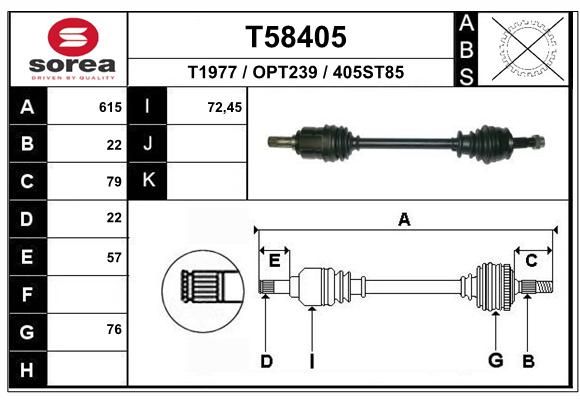 sorea
DRIVEN BY QUALITY
T58405
T1977 / OPT239 / 405ST85
A
B
S
A 615
B 22
C 79
D 22
E 57
F
G 76
H
I 72,45
J
K
A
E
C
D
I
G
B